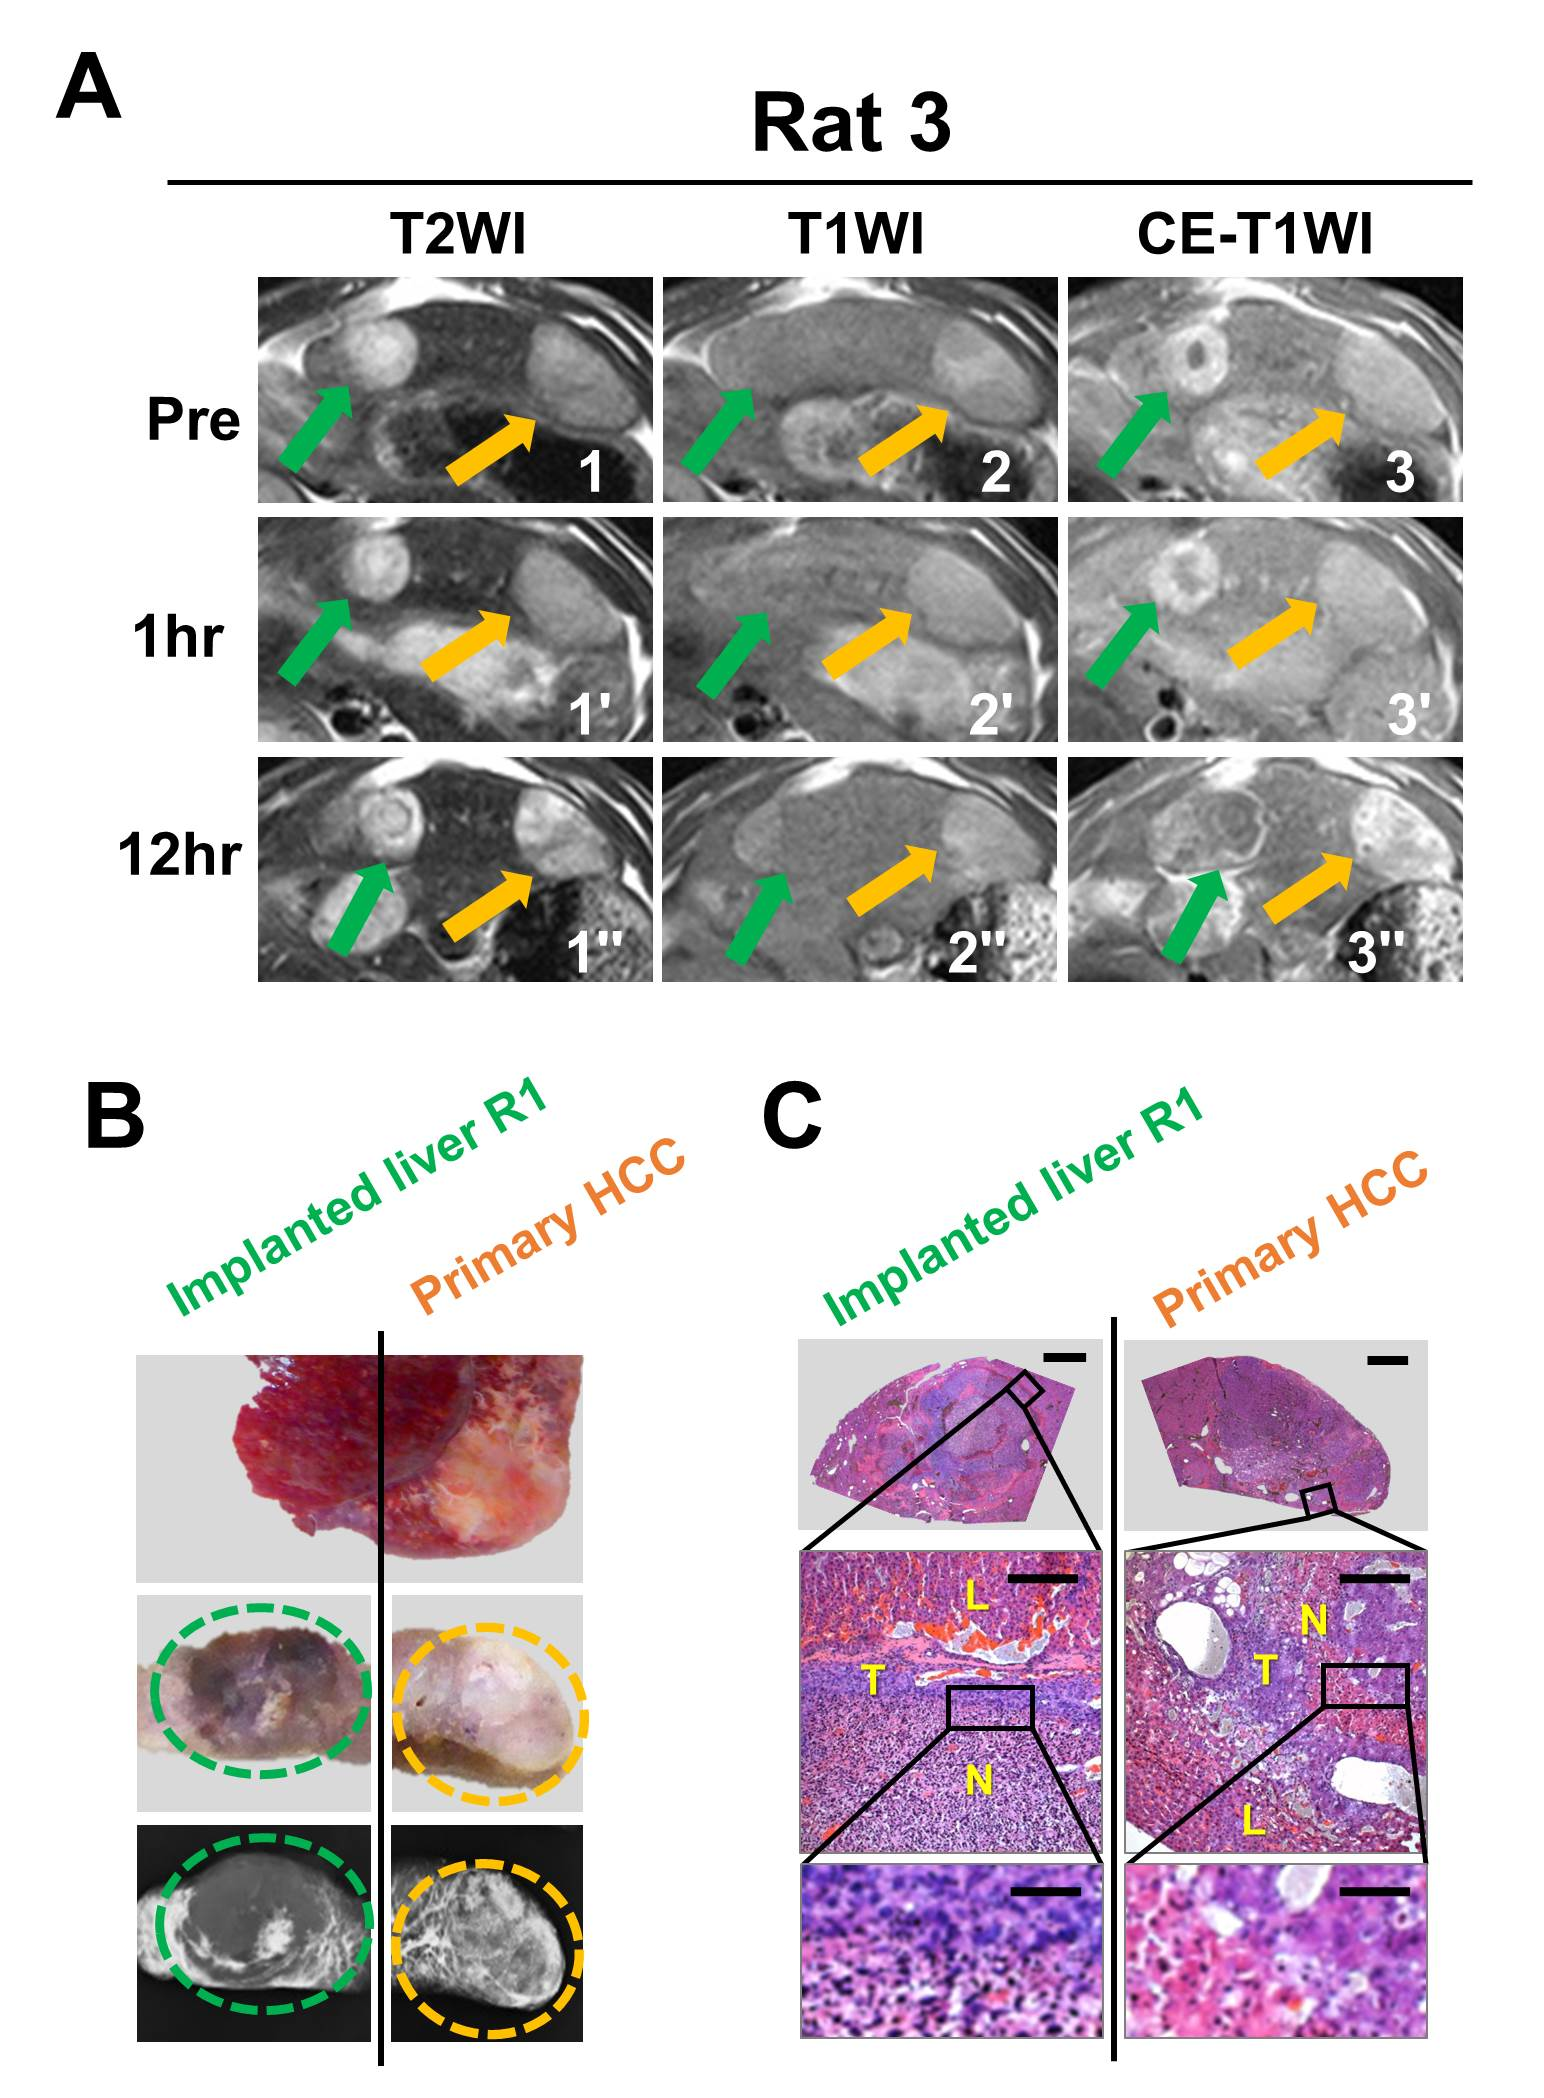 A
Rat 3
T2WI T1WI CE-T1WI
Pre
1 2 3
1hr
1' 2' 3'
12hr
1" 2" 3"
B
Implanted liver R1
Primary HCC
C
Implanted liver R1
Primary HCC
L
T
N
N
T
L